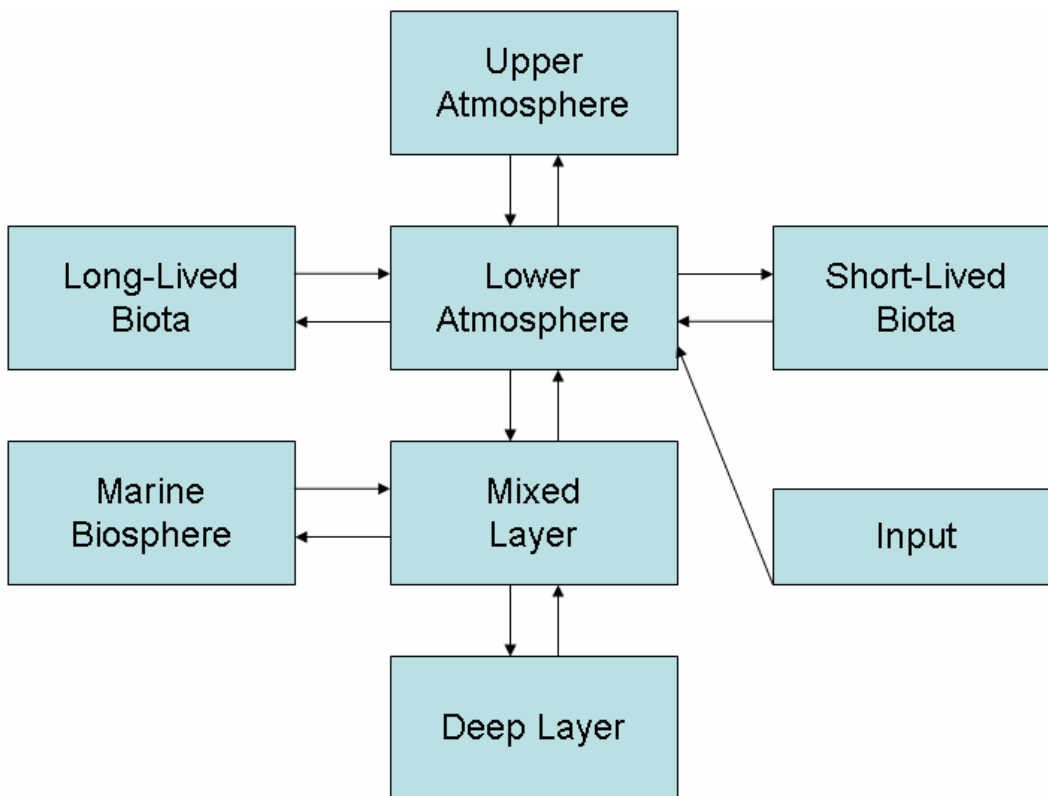 Upper
Atmosphere
Long-Lived
Biota
Lower
Atmosphere
Short-Lived
Biota
Marine
Biosphere
Mixed
Layer
Input
Deep Layer